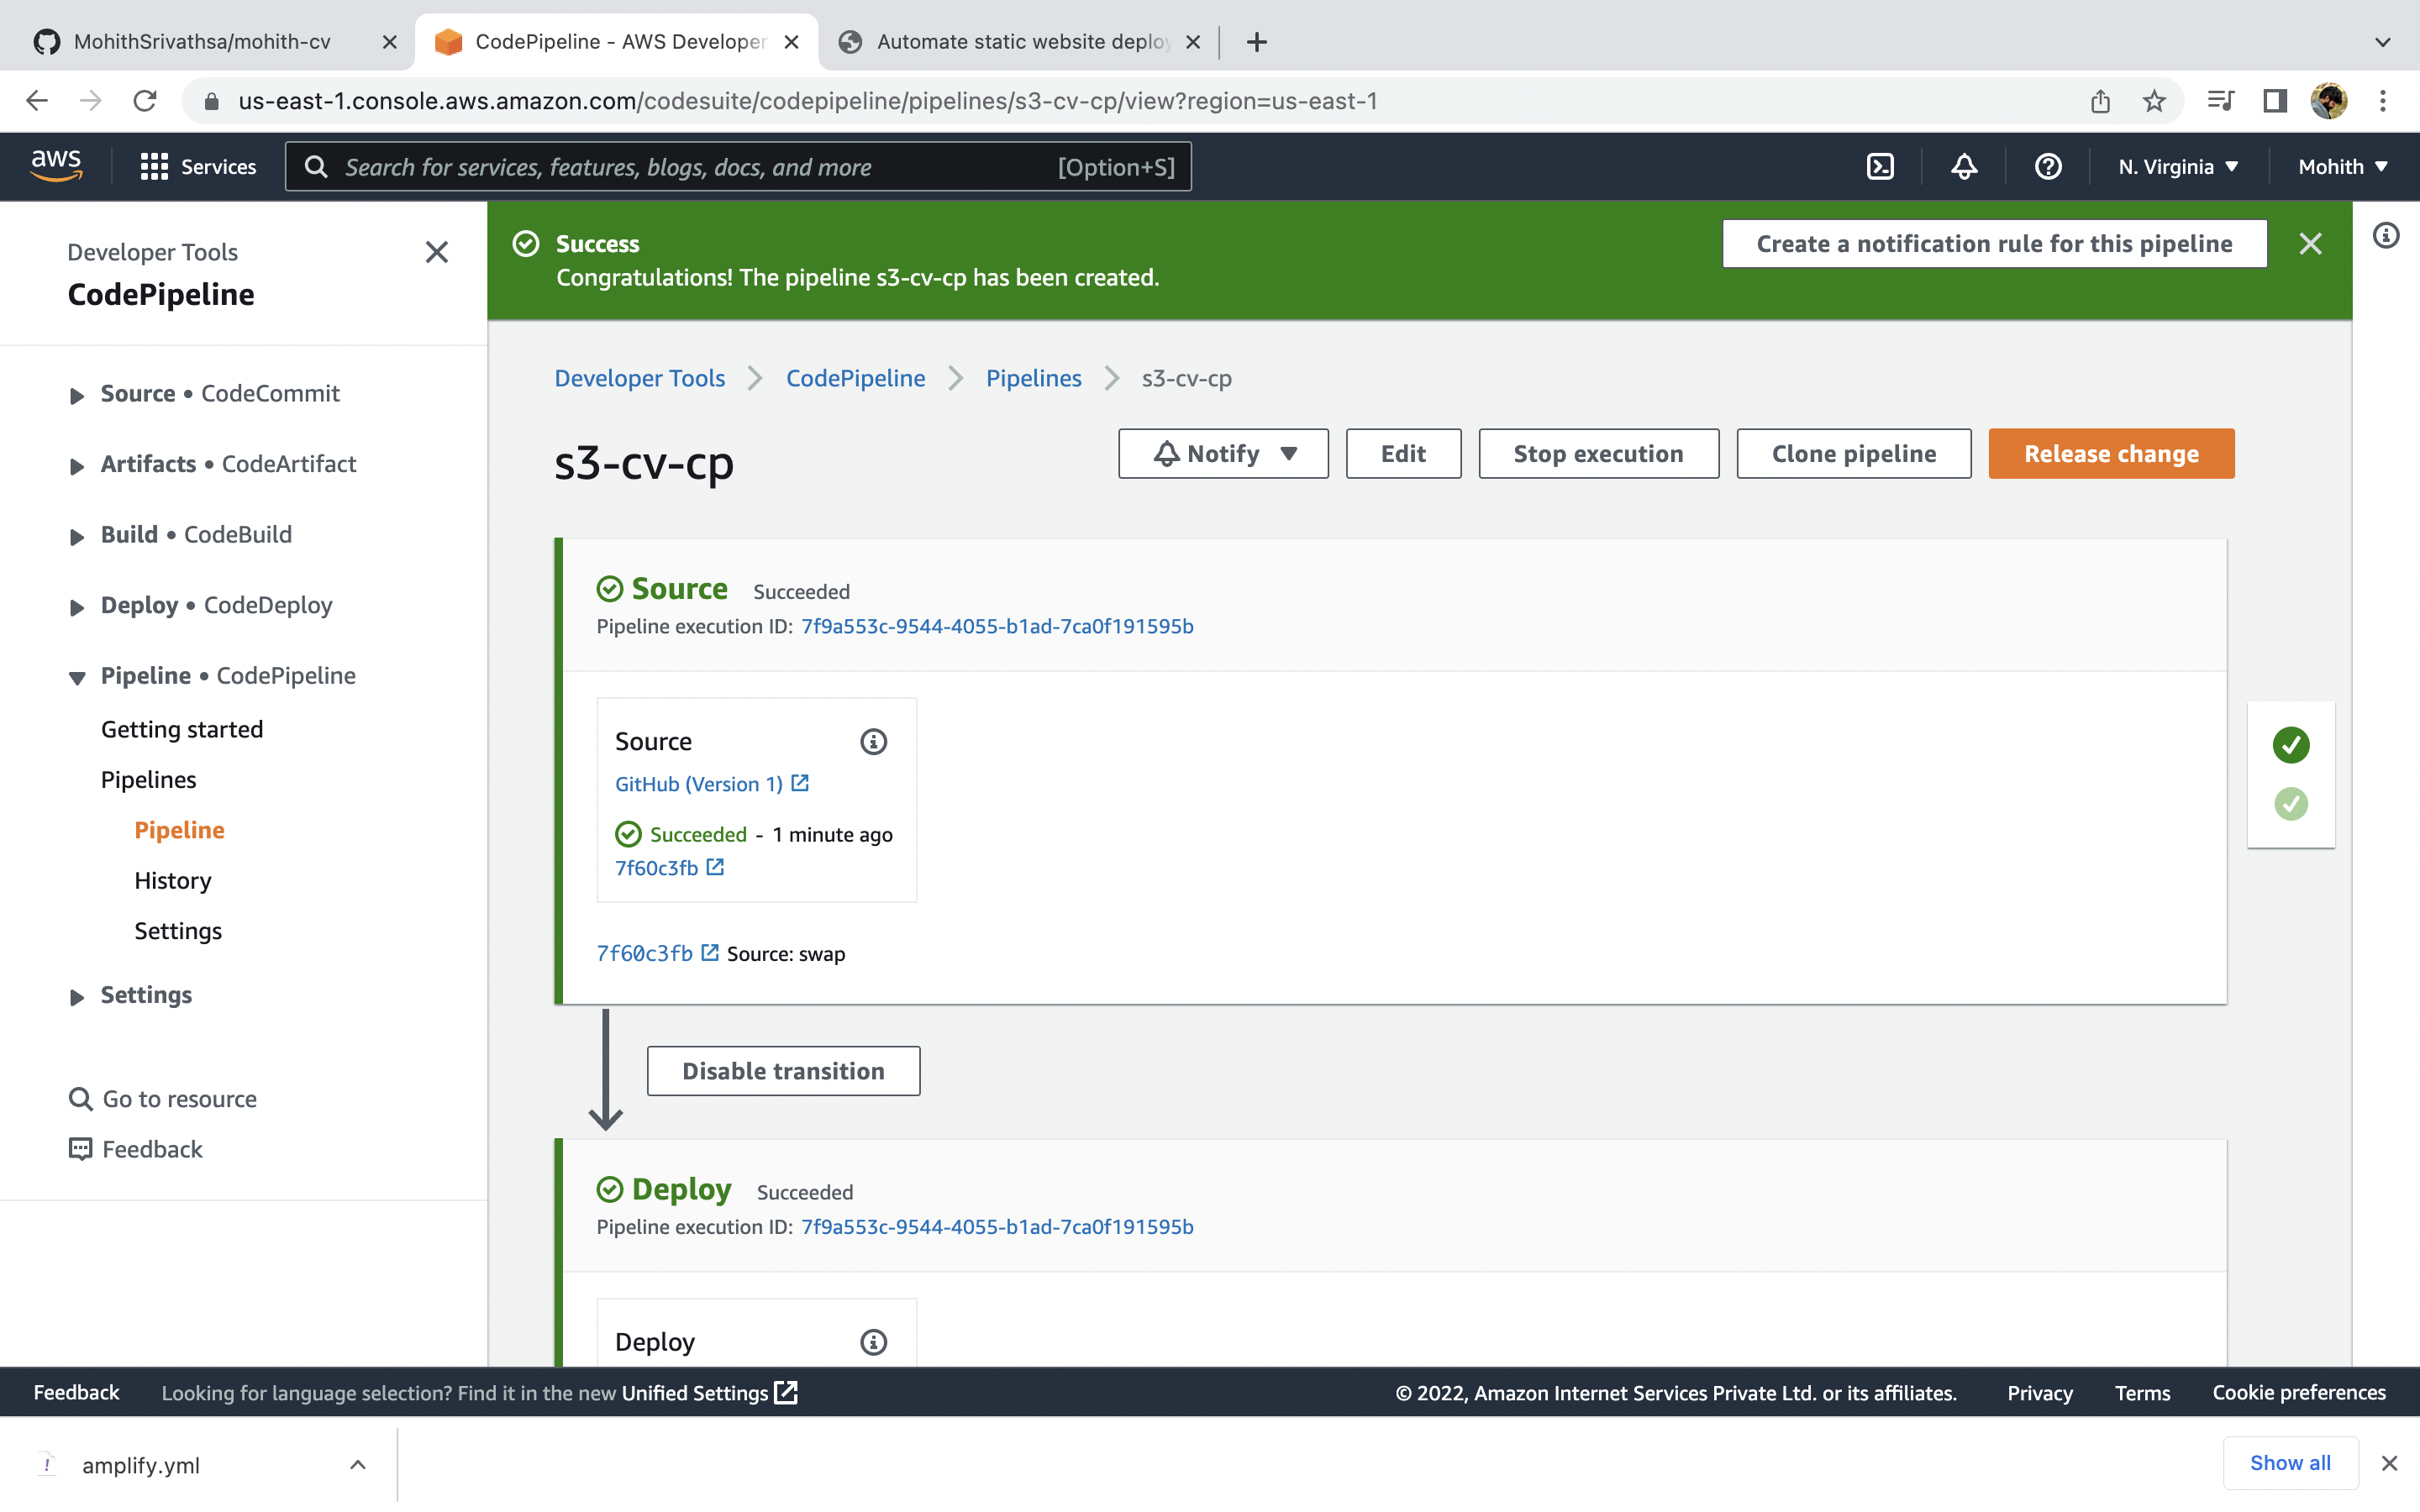 MohithSrivathsa/mohith-cv
CodePipeline - AWS Developer
Automate static website deploy
us-east-1.console.aws.amazon.com/codesuite/codepipeline/pipelines/s3-cv-cp/view?region=us-east-1
aws
Services
Search for services, features, blogs, docs, and more
[Option+S]
N. Virginia
Mohith
Developer Tools
CodePipeline
Source • CodeCommit
Artifacts • CodeArtifact
Build • CodeBuild
Deploy • CodeDeploy
Pipeline • CodePipeline
Getting started
Pipelines
Pipeline
History
Settings
Settings
Go to resource
Feedback
Success
Congratulations! The pipeline s3-cv-cp has been created.
Create a notification rule for this pipeline
Developer Tools
CodePipeline
Pipelines
s3-cv-cp
s3-cv-cp
Notify
Edit
Stop execution
Clone pipeline
Release change
Source Succeeded
Pipeline execution ID: 7f9a553c-9544-4055-b1ad-7ca0f191595b
Source
GitHub (Version 1)
Succeeded - 1 minute ago
7f60c3fb
7f60c3fb Source: swap
Disable transition
Deploy Succeeded
Pipeline execution ID: 7f9a553c-9544-4055-b1ad-7ca0f191595b
Deploy
Feedback
Looking for language selection? Find it in the new Unified Settings
© 2022, Amazon Internet Services Private Ltd. or its affiliates.
Privacy
Terms
Cookie preferences
amplify.yml
Show all